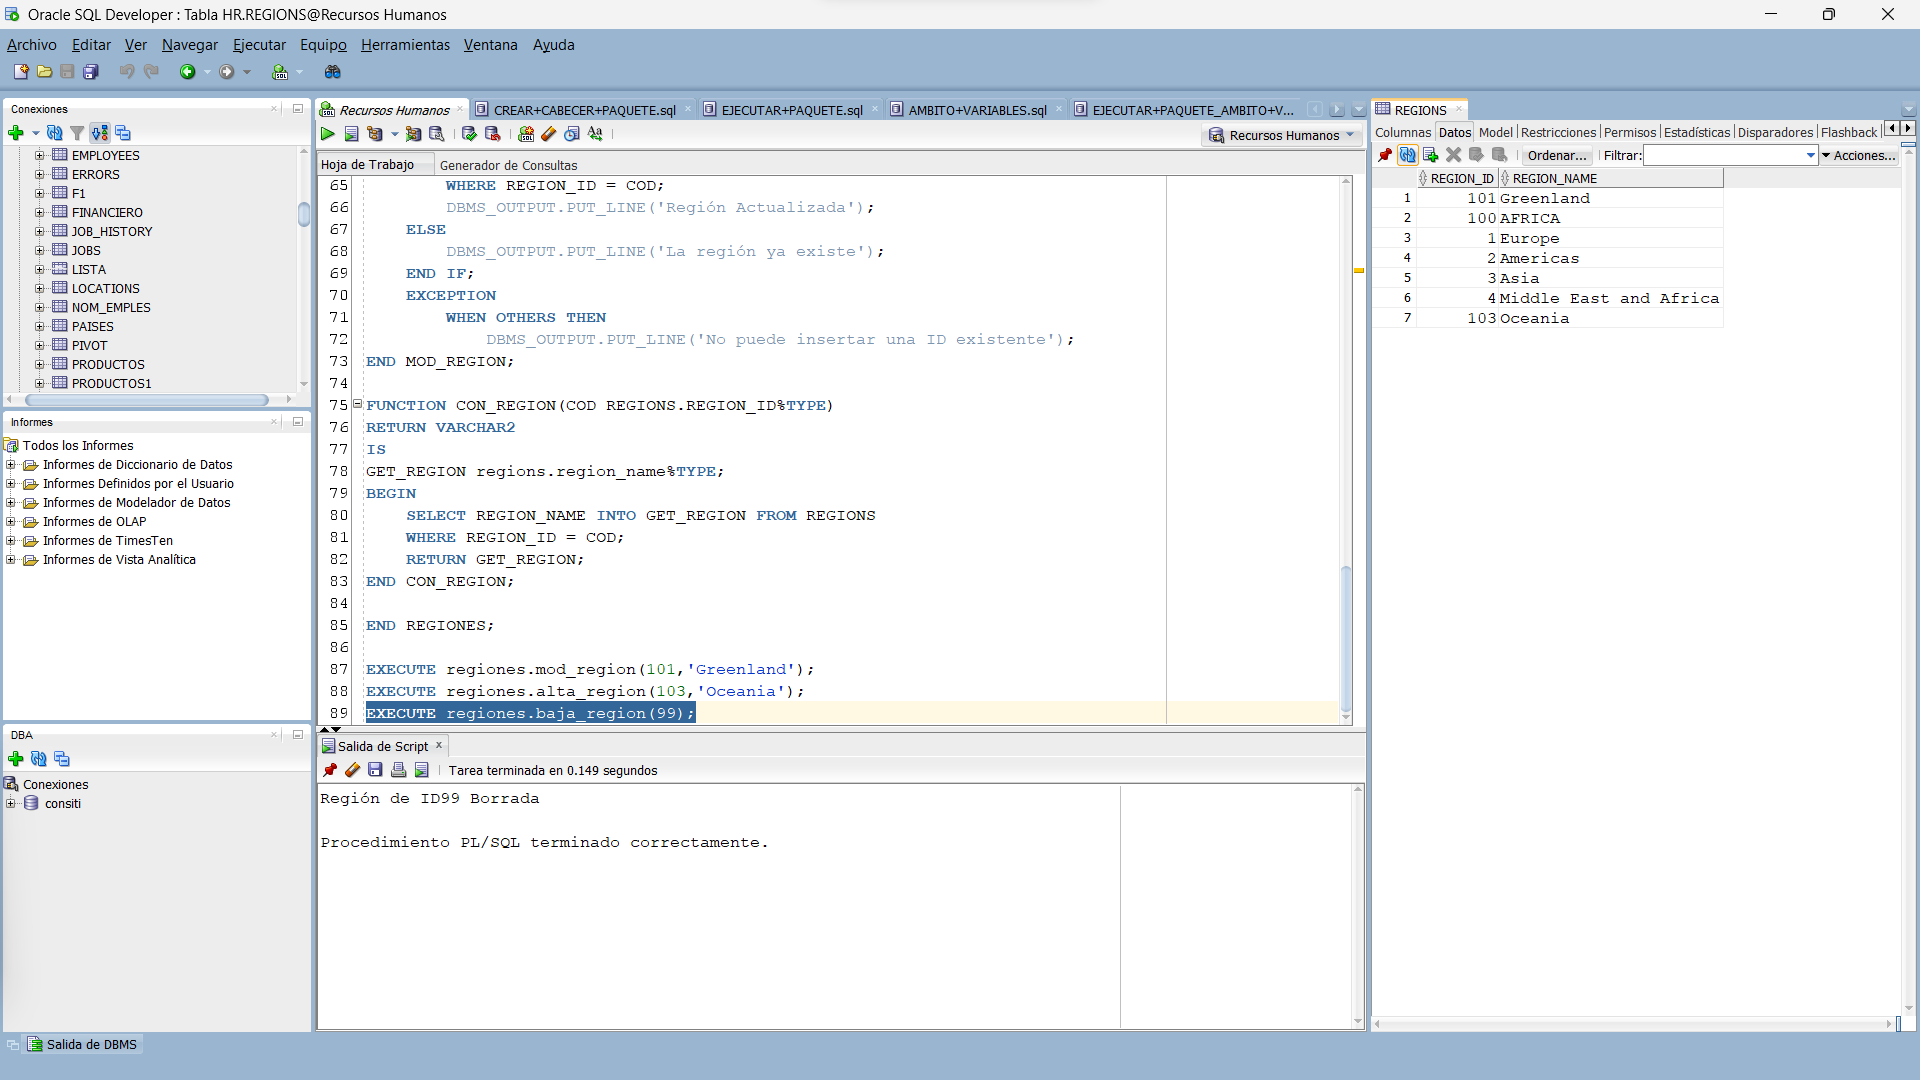 Oracle SQL Developer : Tabla HR.REGIONS@Recursos Humanos
Archivo Editar Ver Navegar Ejecutar Equipo Herramientas Ventana Ayuda
Conexiones
EMPLOYEES
ERRORS
F1
FINANCIERO
JOB_HISTORY
JOBS
LISTA
LOCATIONS
NOM_EMPLES
PAISES
PIVOT
PRODUCTOS
PRODUCTOS1
Informes
Todos los Informes
Informes de Diccionario de Datos
Informes Definidos por el Usuario
Informes de Modelador de Datos
Informes de OLAP
Informes de TimesTen
Informes de Vista Analítica
DBA
Conexiones
consiti
Recursos Humanos CREAR+CABECER+PAQUETE.sql EJECUTAR+PAQUETE.sql AMBITO+VARIABLES.sql EJECUTAR+PAQUETE_AMBITO+V...
Recursos Humanos
Hoja de Trabajo Generador de Consultas
65 WHERE REGION_ID = COD;
66 DBMS_OUTPUT.PUT_LINE('Región Actualizada');
67 ELSE
68 DBMS_OUTPUT.PUT_LINE('La región ya existe');
69 END IF;
70 EXCEPTION
71 WHEN OTHERS THEN
72 DBMS_OUTPUT.PUT_LINE('No puede insertar una ID existente');
73 END MOD_REGION;
74
75 FUNCTION CON_REGION(COD REGIONS.REGION_ID%TYPE)
76 RETURN VARCHAR2
77 IS
78 GET_REGION regions.region_name%TYPE;
79 BEGIN
80 SELECT REGION_NAME INTO GET_REGION FROM REGIONS
81 WHERE REGION_ID = COD;
82 RETURN GET_REGION;
83 END CON_REGION;
84
85 END REGIONES;
86
87 EXECUTE regiones.mod_region(101,'Greenland');
88 EXECUTE regiones.alta_region(103,'Oceania');
89 EXECUTE regiones.baja_region(99);
Salida de Script
Tarea terminada en 0.149 segundos
Región de ID99 Borrada
Procedimiento PL/SQL terminado correctamente.
REGIONS
Columnas Datos Model Restricciones Permisos Estadísticas Disparadores Flashback
Ordenar... Filtrar: Acciones...
REGION_ID REGION_NAME
1 101 Greenland
2 100 AFRICA
3 1 Europe
4 2 Americas
5 3 Asia
6 4 Middle East and Africa
7 103 Oceania
Salida de DBMS